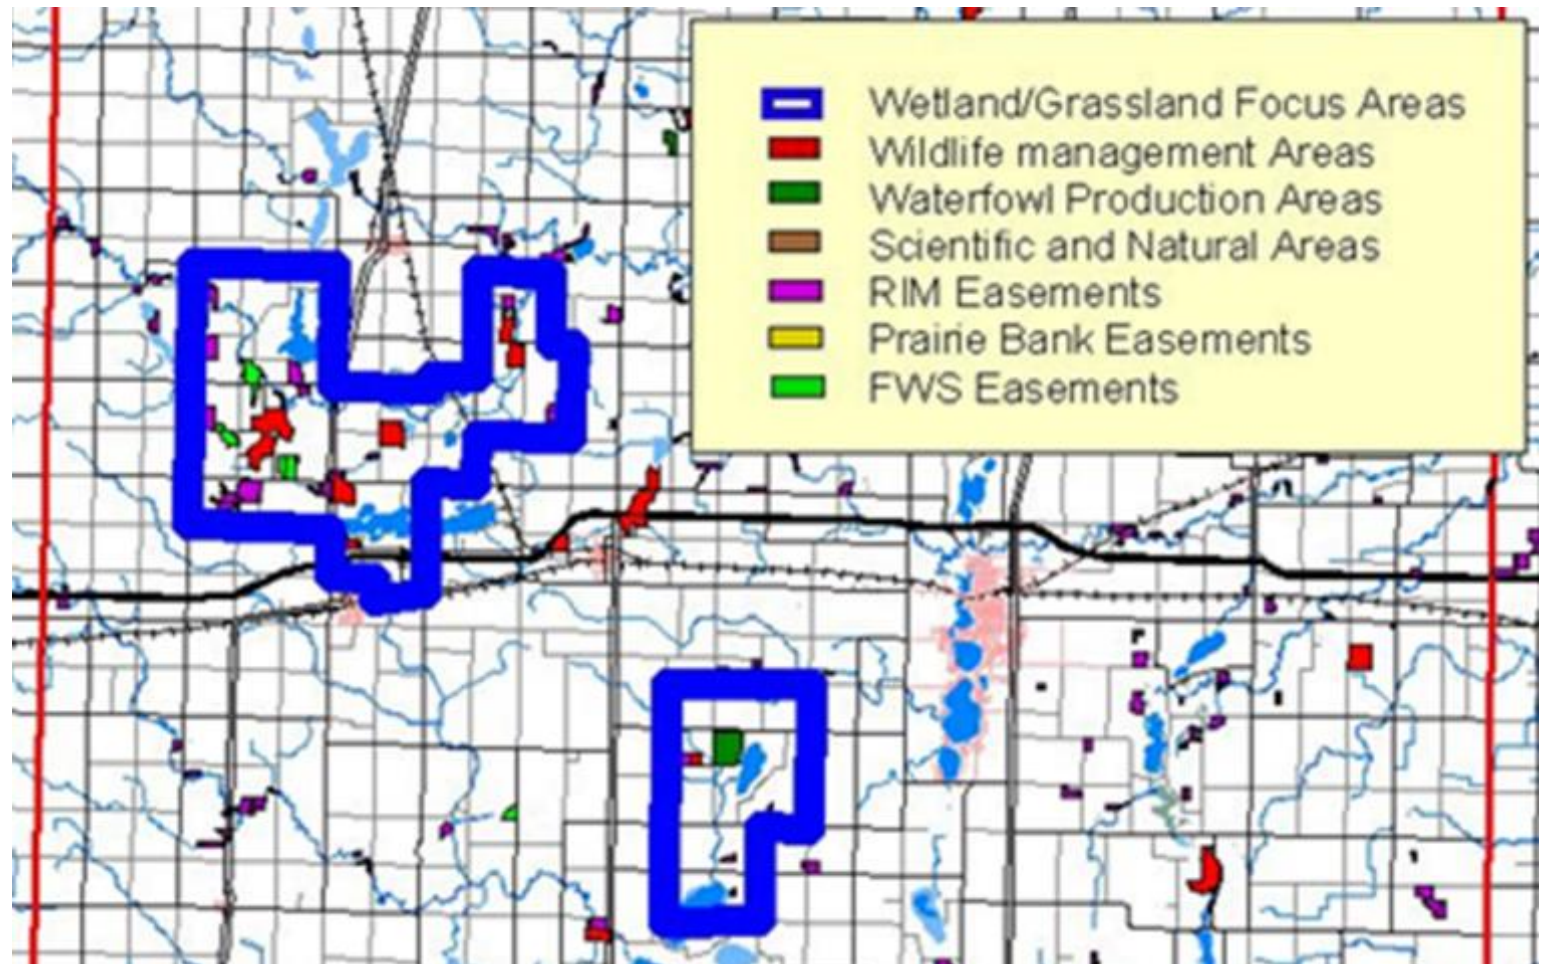 Wetland/Grassland Focus Areas
Wildlife management Areas
Waterfowl Production Areas
Scientific and Natural Areas
RIM Easements
Prairie Bank Easements
FWS Easements